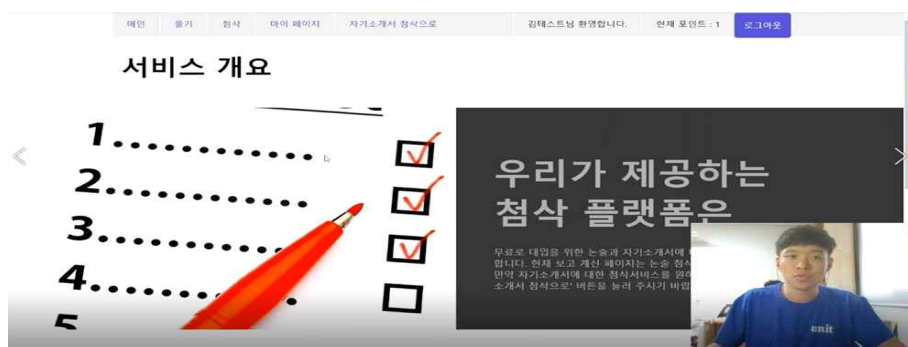 메인 풀기 첨삭 마이 페이지 자기소개서 첨삭으로 김테스트님 환영합니다. 현재 포인트 : 1 로그아웃
서비스 개요
1
2
3
4
5
우리가 제공하는
첨삭 플랫폼은
무료로 대입을 위한 논술과 자기소개서에
합니다. 현재 보고 계신 페이지는 논술 첨삭
만약 자기소개서에 대한 첨삭서비스를 원하
소개서 첨삭으로' 버튼을 눌러 주시기 바랍
unit